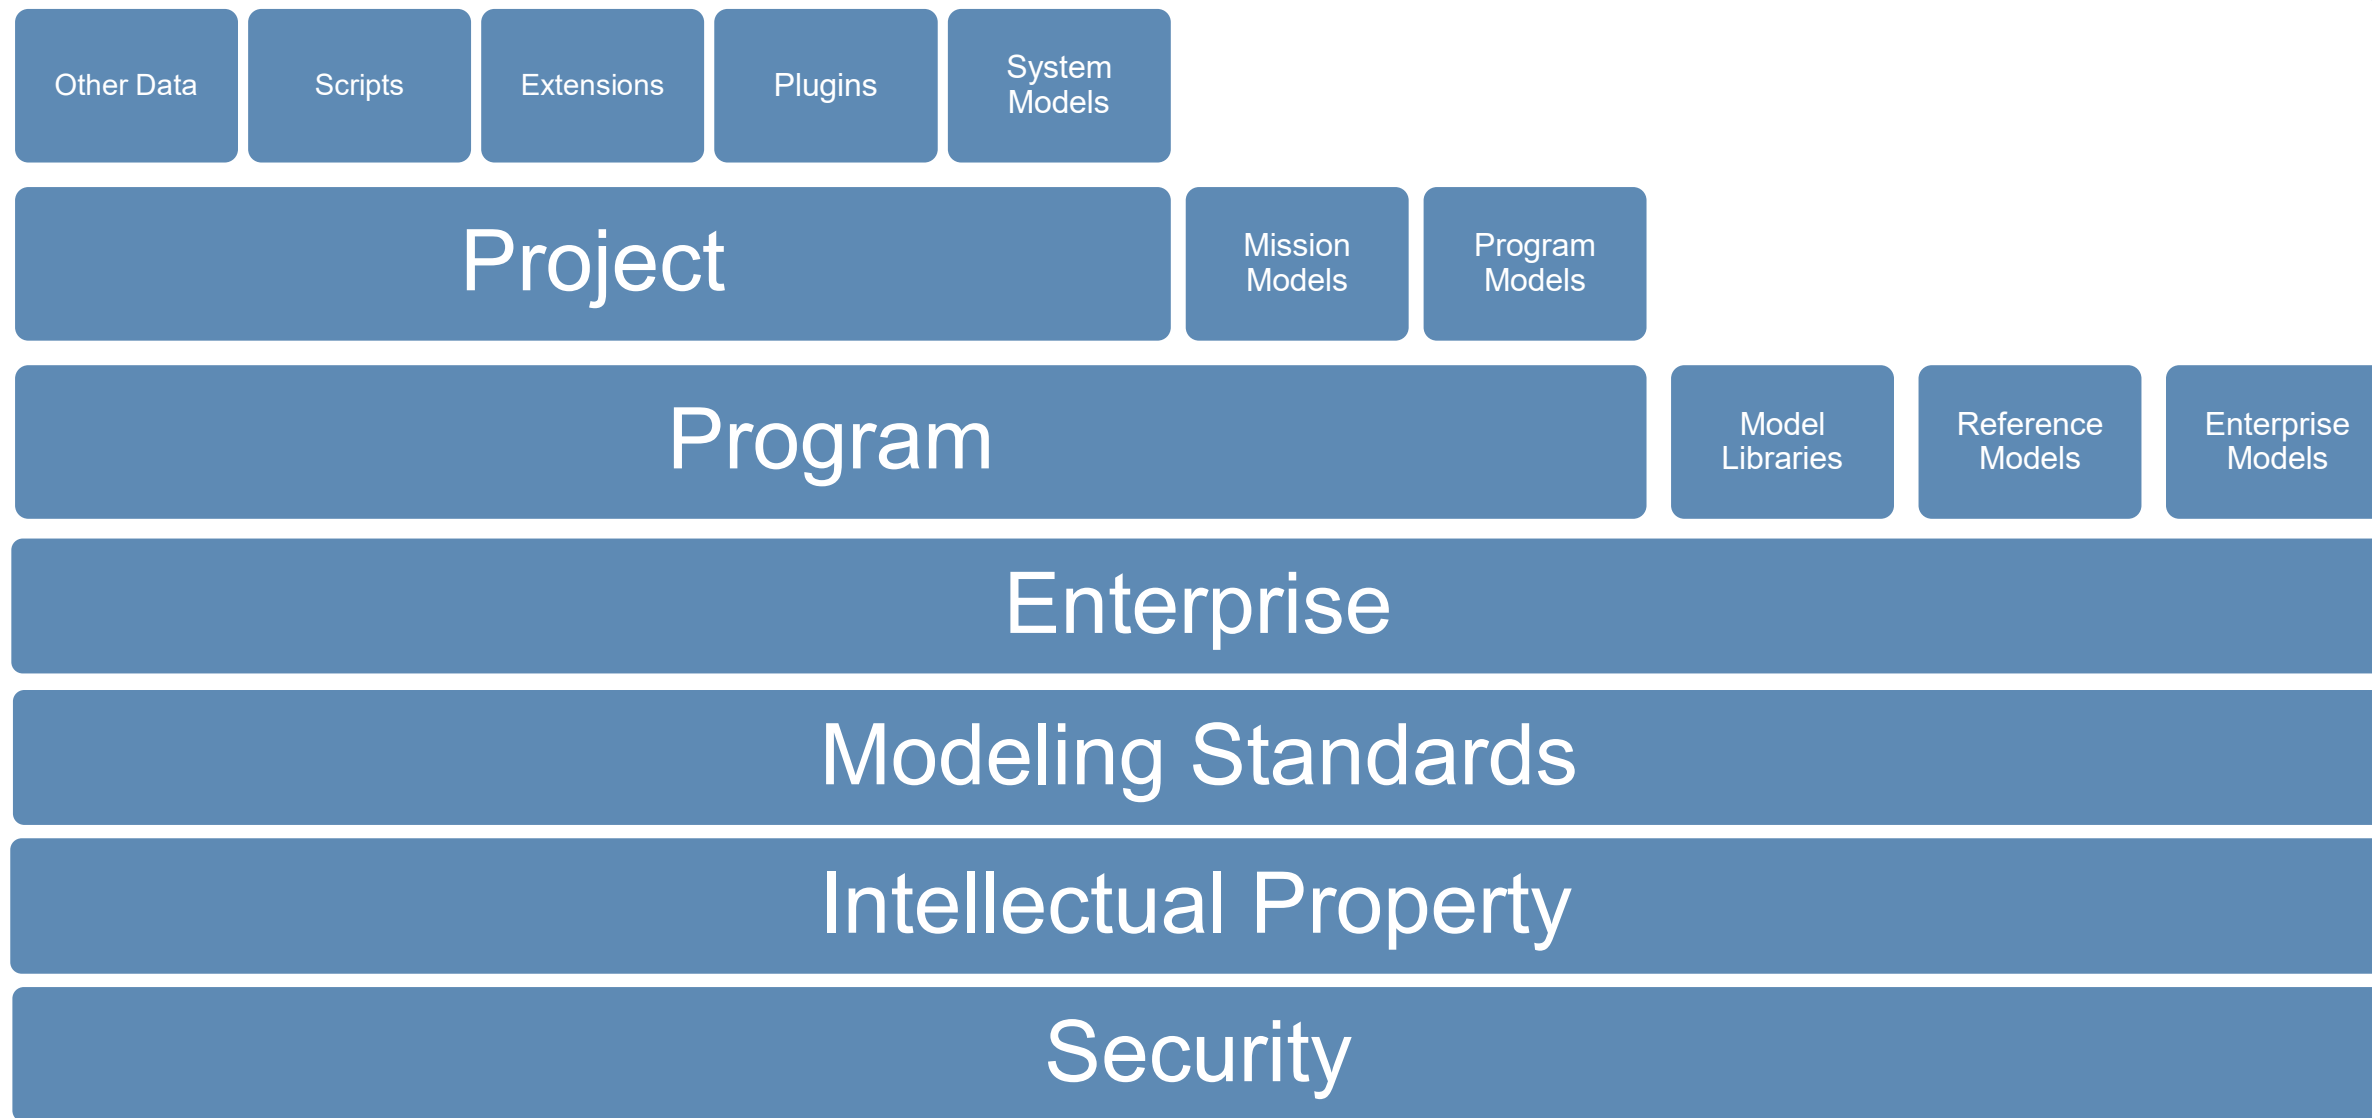 Other Data
Scripts
Extensions
Plugins
System
Models
Project
Mission
Models
Program
Models
Program
Model
Libraries
Reference
Models
Enterprise
Models
Enterprise
Modeling Standards
Intellectual Property
Security